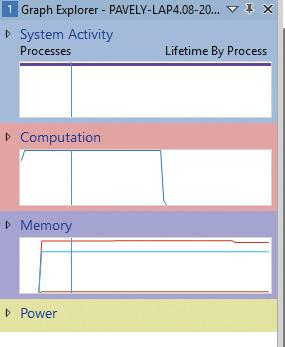 1 Graph Explorer - PAVELY-LAP4.08-20...
System Activity
Processes Lifetime By Process
Computation
Memory
Power